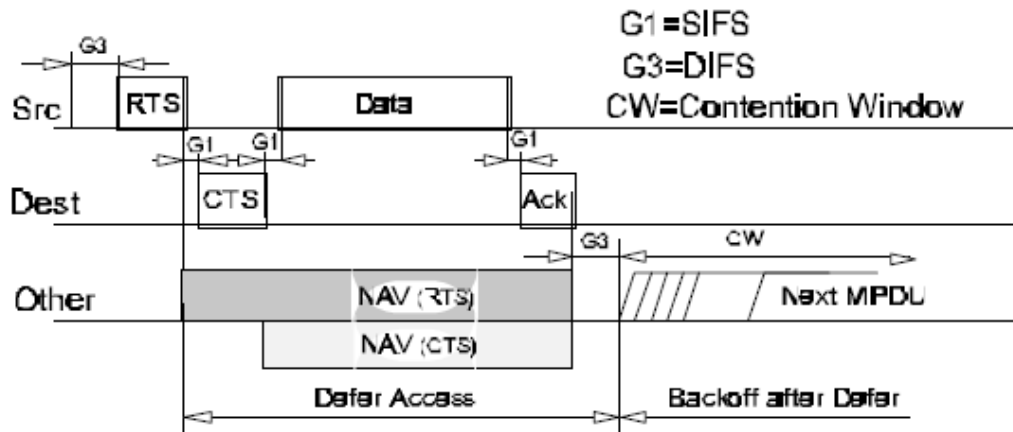 G1=SIFS
G3
G3=DIFS
Src
RTS
Data
CW=Contention Window
G1
G1
G1
Dest
CTS
Ack
G3
CW
Other
NAV (RTS)
Next MPDU
NAV (CTS)
Defer Access
Backoff after Defer